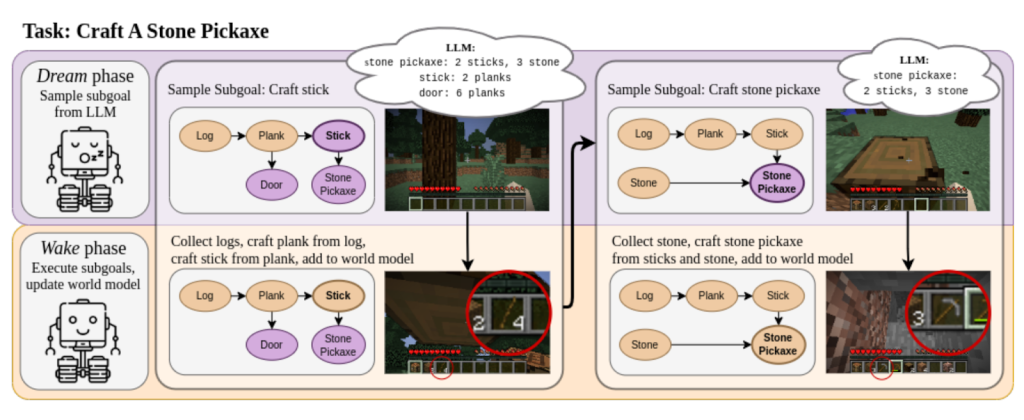 Task: Craft A Stone Pickaxe
Dream phase
Sample subgoal
from LLM
z z
Sample Subgoal: Craft stick
LLM:
stone pickaxe: 2 sticks, 3 stone
stick: 2 planks
door: 6 planks
Log
Plank
Stick
Door
Stone
Pickaxe
Sample Subgoal: Craft stone pickaxe
LLM:
stone pickaxe:
2 sticks, 3 stone
Log
Plank
Stick
Stone
Stone
Pickaxe
Wake phase
Execute subgoals,
update world model
Collect logs, craft plank from log,
craft stick from plank, add to world model
Log
Plank
Stick
Door
Stone
Pickaxe
2 4
Collect stone, craft stone pickaxe
from sticks and stone, add to world model
Log
Plank
Stick
Stone
Stone
Pickaxe
3